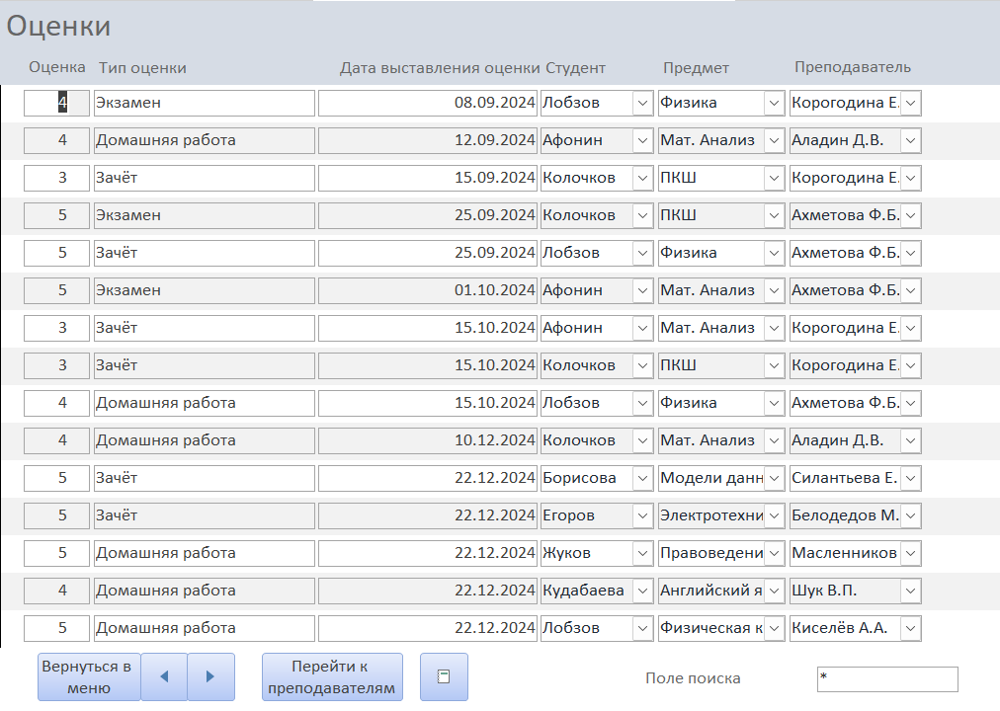 Оценки
Оценка Тип оценки Дата выставления оценки Студент Предмет Преподаватель
4 Экзамен 08.09.2024 Лобзов Физика Корогодина Е.
4 Домашняя работа 12.09.2024 Афонин Мат. Анализ Аладин Д.В.
3 Зачёт 15.09.2024 Колочков ПКШ Корогодина Е.
5 Экзамен 25.09.2024 Колочков ПКШ Ахметова Ф.Б.
5 Зачёт 25.09.2024 Лобзов Физика Ахметова Ф.Б.
5 Экзамен 01.10.2024 Афонин Мат. Анализ Ахметова Ф.Б.
3 Зачёт 15.10.2024 Афонин Мат. Анализ Корогодина Е.
3 Зачёт 15.10.2024 Колочков ПКШ Корогодина Е.
4 Домашняя работа 15.10.2024 Лобзов Физика Ахметова Ф.Б.
4 Домашняя работа 10.12.2024 Колочков Мат. Анализ Аладин Д.В.
5 Зачёт 22.12.2024 Борисова Модели данн Силантьева Е.
5 Зачёт 22.12.2024 Егоров Электротехни Белодедов М.
5 Домашняя работа 22.12.2024 Жуков Правоведени Масленников
4 Домашняя работа 22.12.2024 Кудабаева Английский я Шук В.П.
5 Домашняя работа 22.12.2024 Лобзов Физическая к Киселёв А.А.
Вернуться в
меню
Перейти к
преподавателям
Поле поиска *